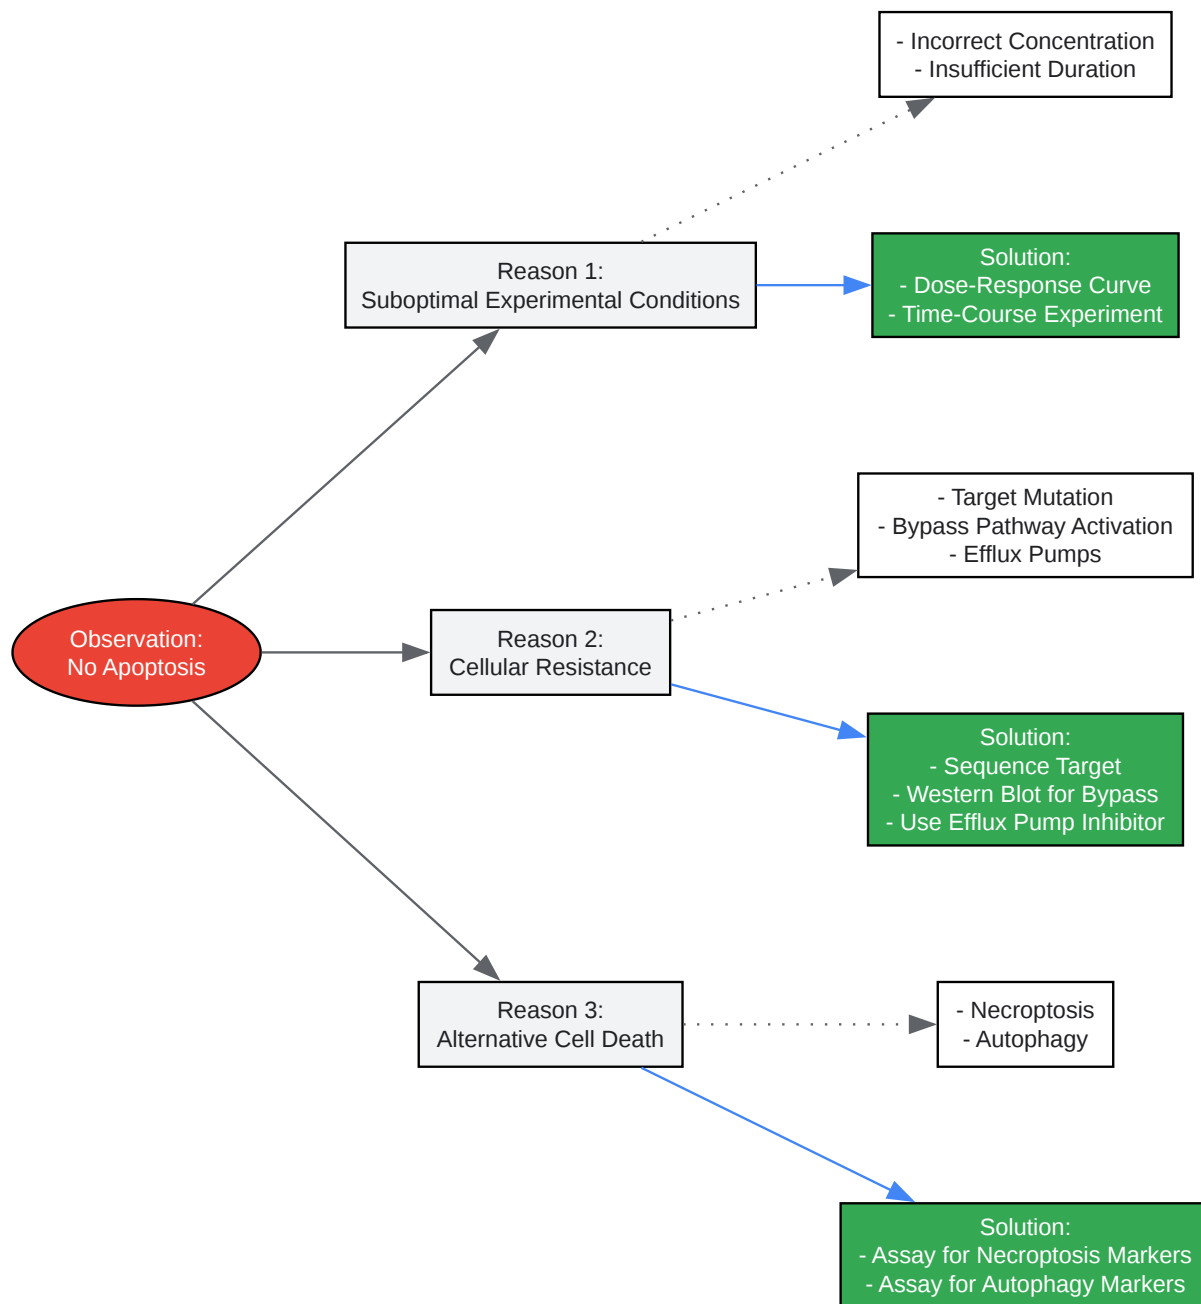 - Incorrect Concentration
- Insufficient Duration
Reason 1:
Suboptimal Experimental Conditions
Solution:
- Dose-Response Curve
- Time-Course Experiment
- Target Mutation
- Bypass Pathway Activation
- Efflux Pumps
Observation:
No Apoptosis
Reason 2:
Cellular Resistance
Solution:
- Sequence Target
- Western Blot for Bypass
- Use Efflux Pump Inhibitor
Reason 3:
Alternative Cell Death
- Necroptosis
- Autophagy
Solution:
- Assay for Necroptosis Markers
- Assay for Autophagy Markers